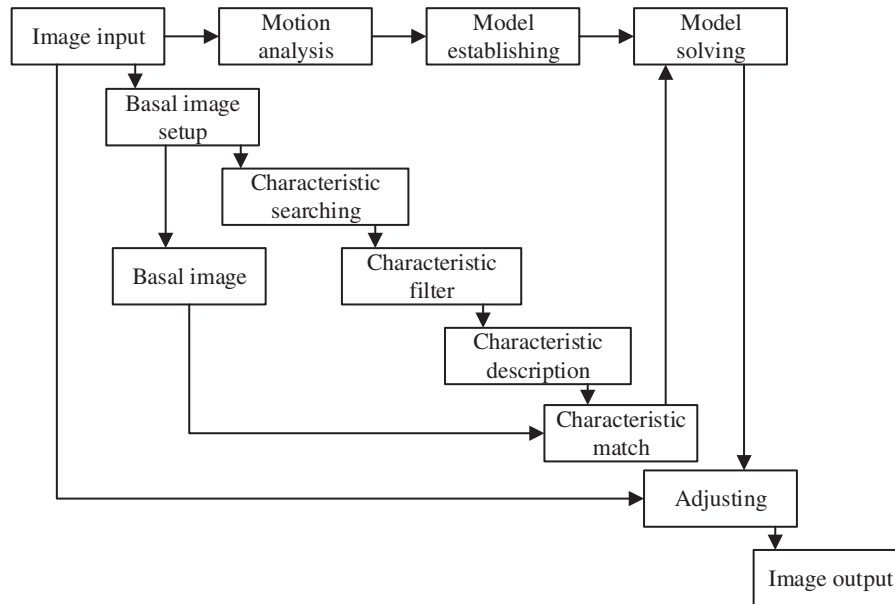 Image input
Motion
analysis
Model
establishing
Model
solving
Basal image
setup
Characteristic
searching
Basal image
Characteristic
filter
Characteristic
description
Characteristic
match
Adjusting
Image output